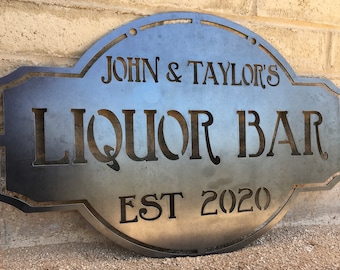 JOHN & TAYLOR'S
LIQUOR BAR
EST 2020